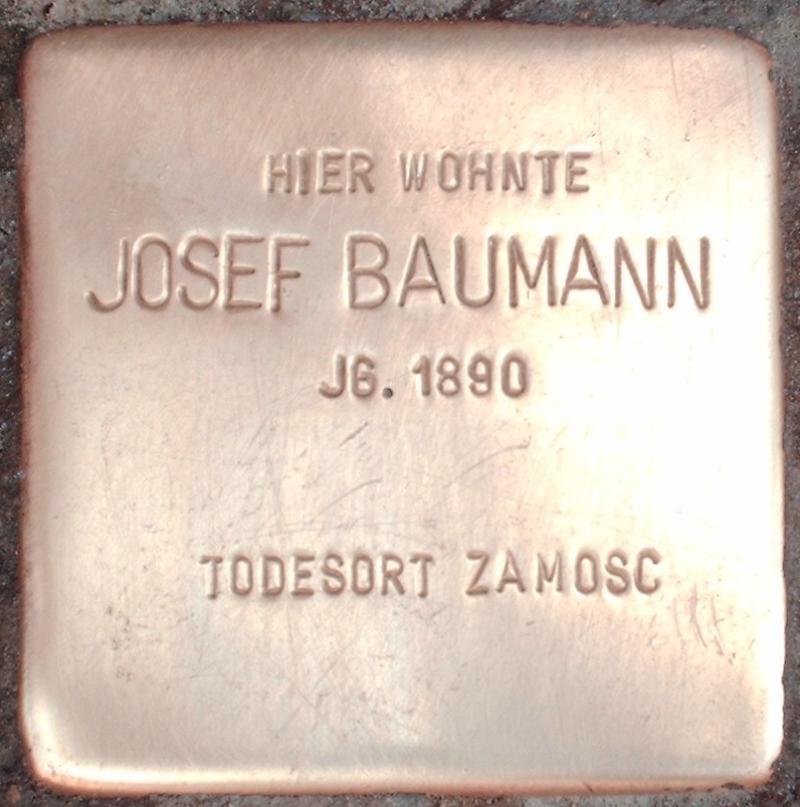 HIER WOHNTE
JOSEF BAUMANN
JG. 1890
TODESORT ZAMOSC